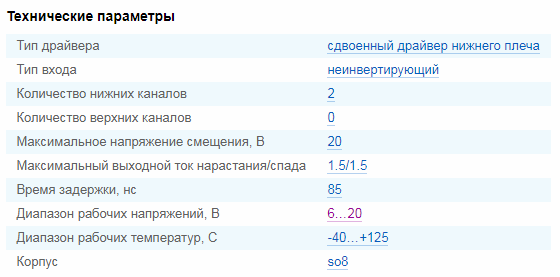 Технические параметры
Тип драйвера сдвоенный драйвер нижнего плеча
Тип входа неинвертирующий
Количество нижних каналов 2
Количество верхних каналов 0
Максимальное напряжение смещения, В 20
Максимальный выходной ток нарастания/спада 1.5/1.5
Время задержки, нс 85
Диапазон рабочих напряжений, В 6...20
Диапазон рабочих температур, С -40...+125
Корпус so8